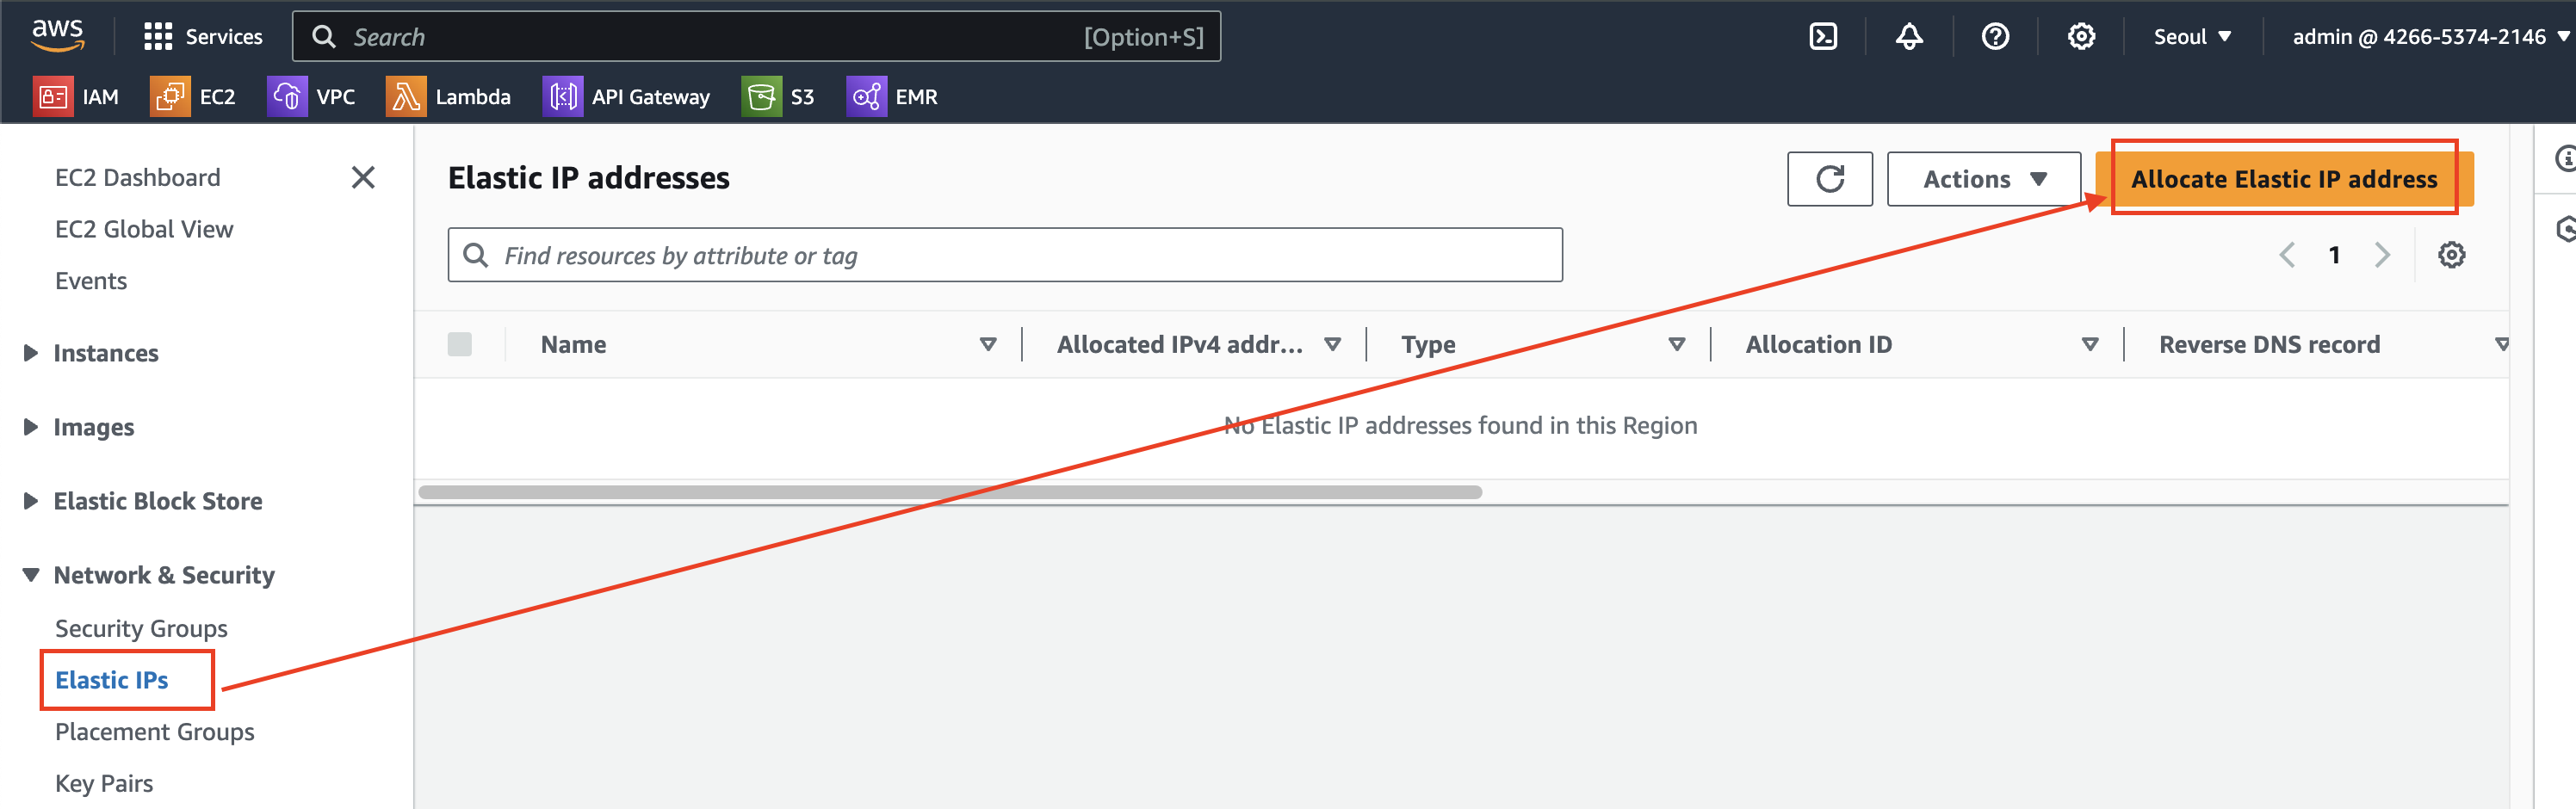 aws
Services
Search
[Option+S]
Seoul
admin @ 4266-5374-2146
IAM
EC2
VPC
Lambda
API Gateway
S3
EMR
EC2 Dashboard
EC2 Global View
Events
Instances
Images
Elastic Block Store
Network & Security
Security Groups
Elastic IPs
Placement Groups
Key Pairs
Elastic IP addresses
Actions
Allocate Elastic IP address
Find resources by attribute or tag
1
Name
Allocated IPv4 addr...
Type
Allocation ID
Reverse DNS record
No Elastic IP addresses found in this Region